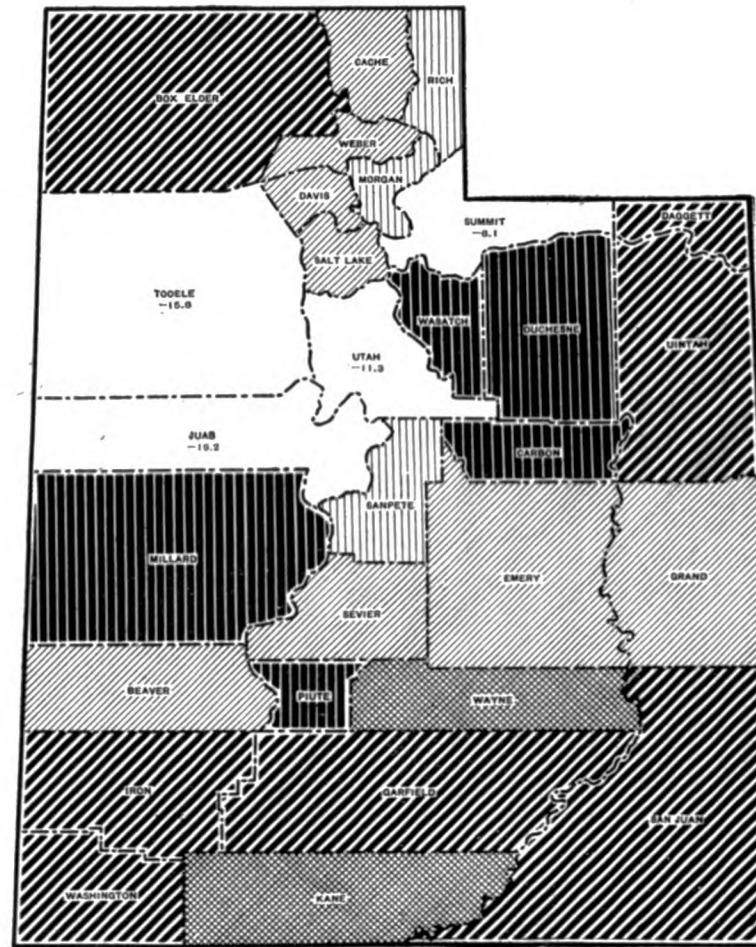 CACHE
RICH
BOX ELDER
WEBER
MORGAN
DAVIS
DAGGETT
SUMMIT
-8.1
SALT LAKE
TOOELE
-15.8
WASATCH
DUCHESNE
UINTAH
UTAH
-11.3
JUAB
-19.2
CARBON
SANPETE
MILLARD
EMERY
GRAND
SEVIER
BEAVER
PIUTE
WAYNE
IRON
GARFIELD
SAN JUAN
WASHINGTON
KANE